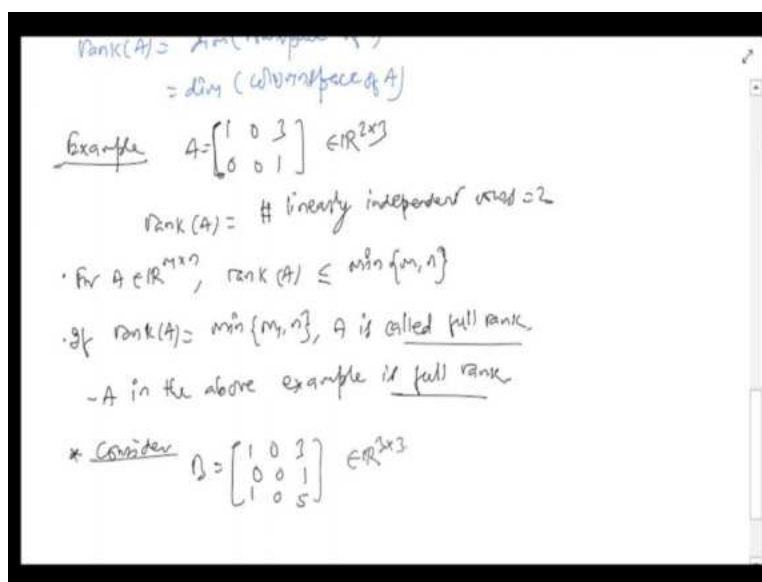 rank(A) =
= dim (columnspace of A)
Example A = [1 0 3
0 0 1] ∈ ℝ^{2×3}
rank (A) = # linearly independent rows = 2
· For A ∈ ℝ^{m×n}, rank (A) ≤ min {m, n}
· If rank(A) = min {m, n}, A is called full rank.
- A in the above example is full rank
* Consider B = [1 0 3
0 0 1
1 0 5] ∈ ℝ^{3×3}